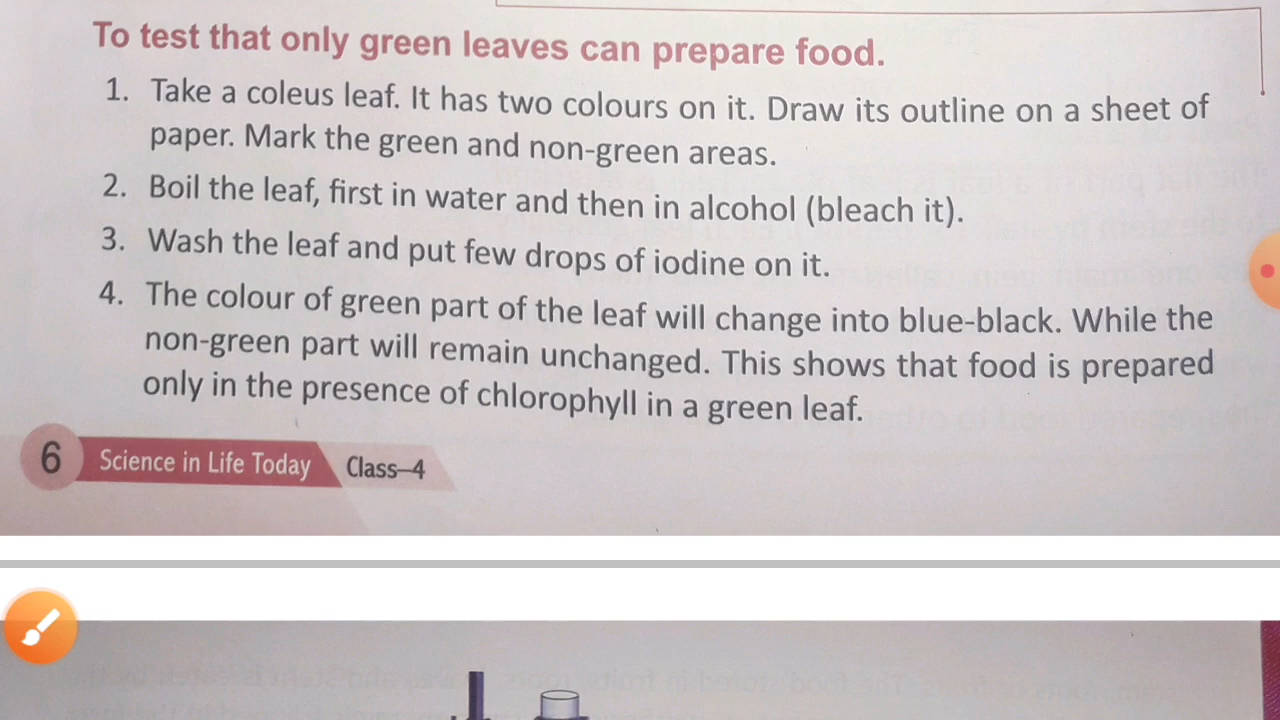 To test that only green leaves can prepare food.
1. Take a coleus leaf. It has two colours on it. Draw its outline on a sheet of
paper. Mark the green and non-green areas.
2. Boil the leaf, first in water and then in alcohol (bleach it).
3. Wash the leaf and put few drops of iodine on it.
4. The colour of green part of the leaf will change into blue-black. While the
non-green part will remain unchanged. This shows that food is prepared
only in the presence of chlorophyll in a green leaf.
6 Science in Life Today Class–4